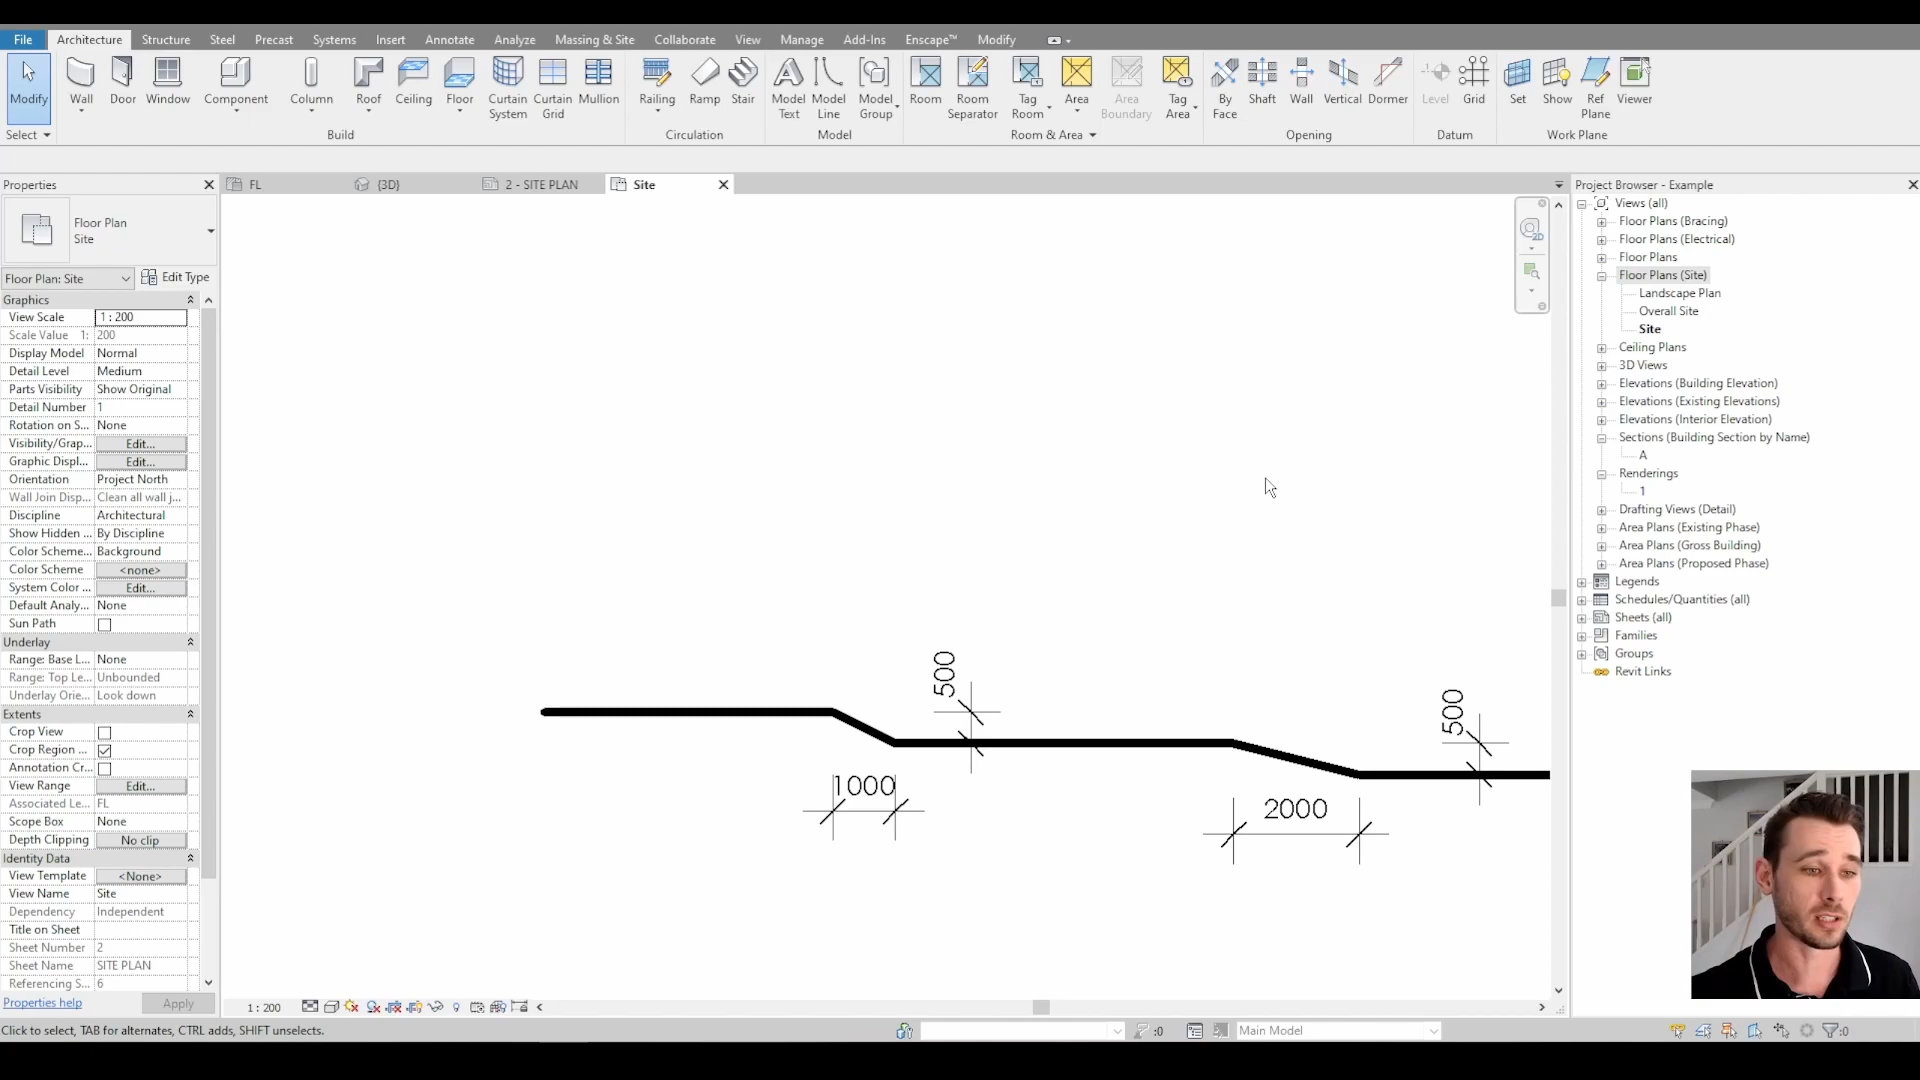 File Architecture Structure Steel Precast Systems Insert Annotate Analyze Massing & Site Collaborate View Manage Add-Ins Enscape™ Modify
Modify Wall Door Window Component Column Roof Ceiling Floor Curtain System Curtain Grid Mullion Railing Ramp Stair Model Text Model Line Model Group Room Room Separator Tag Room Area Area Boundary Tag Area By Face Shaft Wall Vertical Dormer Level Grid Set Show Ref Plane Viewer
Select Build Circulation Model Room & Area Opening Datum Work Plane
Properties
FL {3D} 2 - SITE PLAN Site
Floor Plan
Site
Floor Plan: Site Edit Type
Graphics
View Scale 1 : 200
Scale Value 1: 200
Display Model Normal
Detail Level Medium
Parts Visibility Show Original
Detail Number 1
Rotation on S... None
Visibility/Grap... Edit...
Graphic Displ... Edit...
Orientation Project North
Wall Join Disp... Clean all wall j...
Discipline Architectural
Show Hidden ... By Discipline
Color Scheme... Background
Color Scheme <none>
System Color ... Edit...
Default Analy... None
Sun Path
Underlay
Range: Base L... None
Range: Top Le... Unbounded
Underlay Orie... Look down
Extents
Crop View
Crop Region ...
Annotation Cr...
View Range Edit...
Associated Le... FL
Scope Box None
Depth Clipping No clip
Identity Data
View Template <None>
View Name Site
Dependency Independent
Title on Sheet
Sheet Number 2
Sheet Name SITE PLAN
Referencing S... 6
Properties help Apply
500
1000
500
2000
2D
Project Browser - Example
Views (all)
Floor Plans (Bracing)
Floor Plans (Electrical)
Floor Plans
Floor Plans (Site)
Landscape Plan
Overall Site
Site
Ceiling Plans
3D Views
Elevations (Building Elevation)
Elevations (Existing Elevations)
Elevations (Interior Elevation)
Sections (Building Section by Name)
A
Renderings
1
Drafting Views (Detail)
Area Plans (Existing Phase)
Area Plans (Gross Building)
Area Plans (Proposed Phase)
Legends
Schedules/Quantities (all)
Sheets (all)
Families
Groups
Revit Links
1 : 200
Click to select, TAB for alternates, CTRL adds, SHIFT unselects. :0 Main Model :0